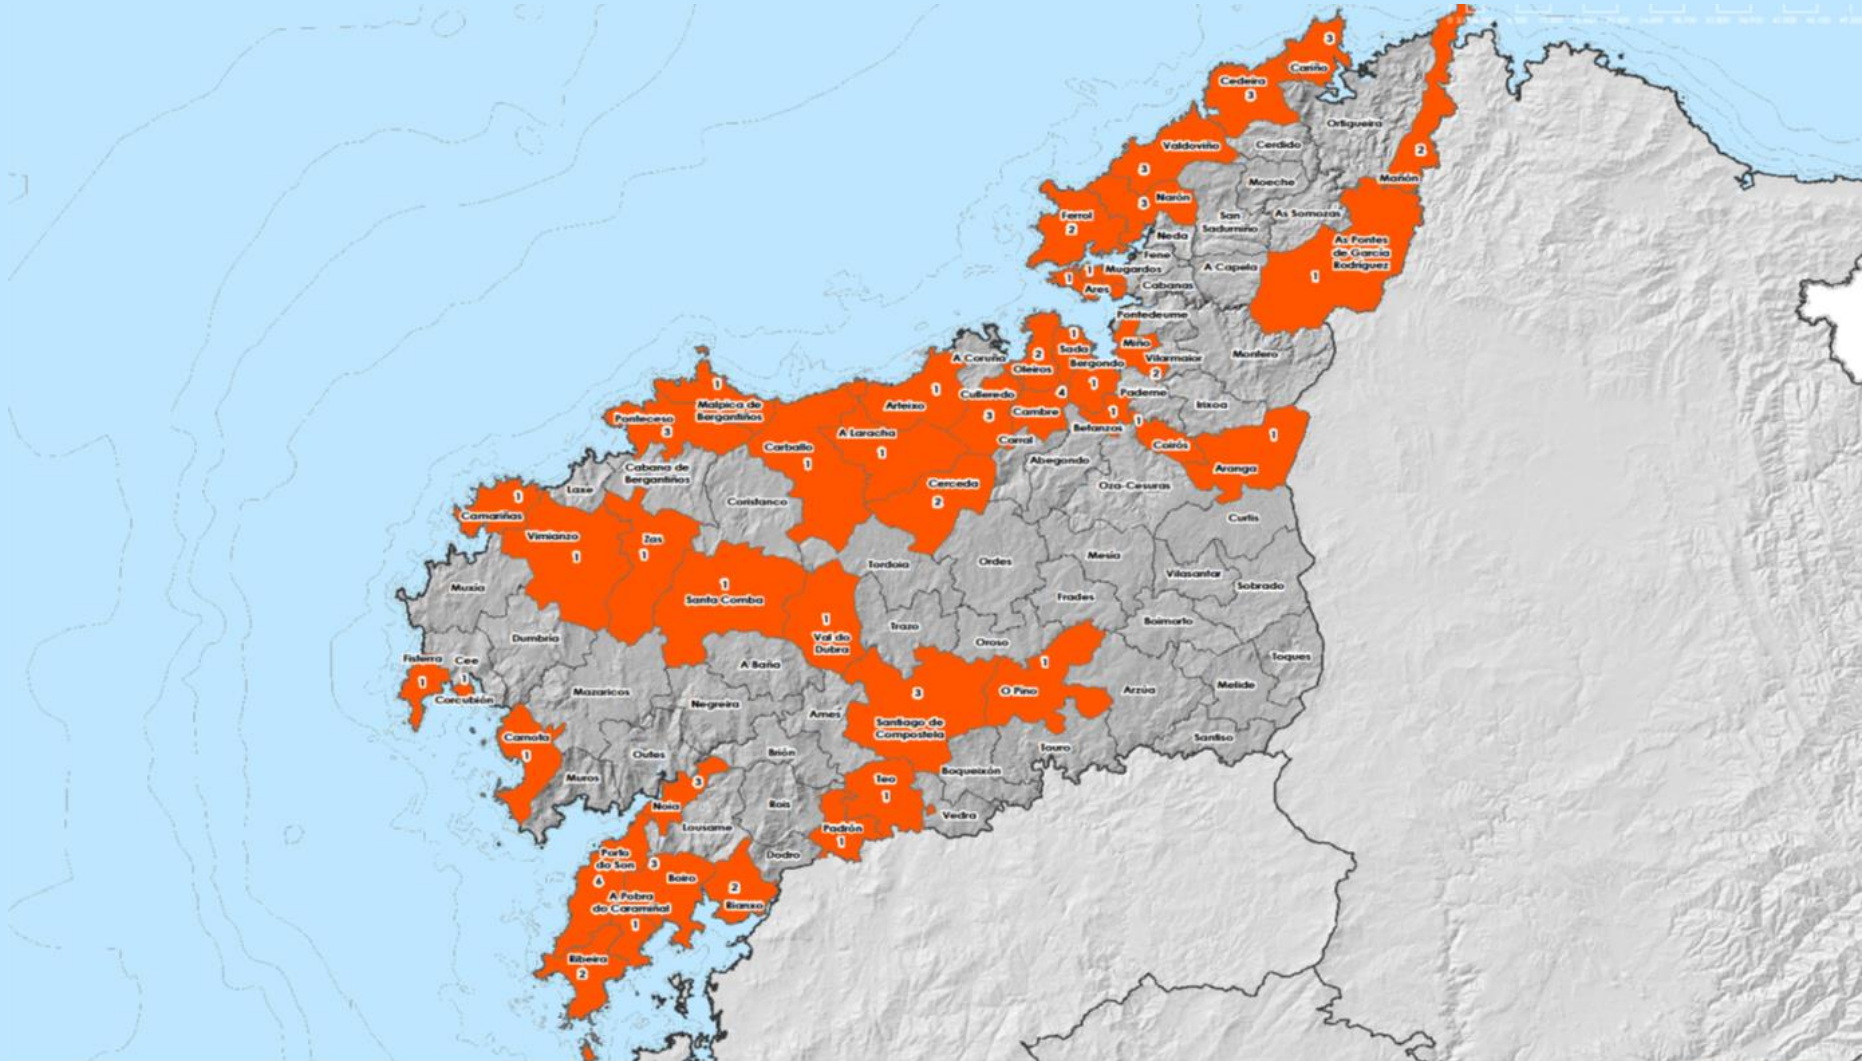 3
Cariña
Cedeira
3
Ortigueira
Valdoviño
Cerdido
2
3
Moeche
Mañón
Narón
3
Ferrol
2
San
Sadurniño
As Somozas
Neda
As Pontes
de García
Rodríguez
1
Fene
1
Mugardos
A Capela
1
Ares
Cabanas
Pontedeume
1
Sada
Miño
A Coruña
2
Vilarmaior
Monfero
Oleiros
Bergondo
2
1
1
Malpica de
Bergantiños
1
Arteixo
Culleredo
4
Paderne
Irixoa
Ponteceso
3
3
Cambre
1
1
Betanzos
A Laracha
1
Carral
1
Coirós
Carballo
1
Abegondo
Aranga
Cabana de
Bergantiños
Cerceda
2
Oza-Cesuras
Laxe
1
Coristanco
Camariñas
Curtis
Vimianzo
1
Zas
1
Mesía
Tordoia
Ordes
Vilasantar
Sobrado
Muxía
1
Santa Comba
Frades
1
Val do
Dubra
Trazo
Boimorto
Dumbría
Oroso
Fisterra
Cee
A Baña
1
Toques
1
1
Corcubión
Mazaricos
3
O Pino
Arzúa
Melide
Negreira
Ames
Santiago de
Compostela
Carnota
1
Santiso
Outes
Brión
Touro
Muros
3
Boqueixón
Teo
1
Noia
Rois
Vedra
Lousame
Padrón
1
Porto
do Son
6
3
Dodro
Boiro
2
Rianxo
A Pobra
do Caramiñal
1
Ribeira
2